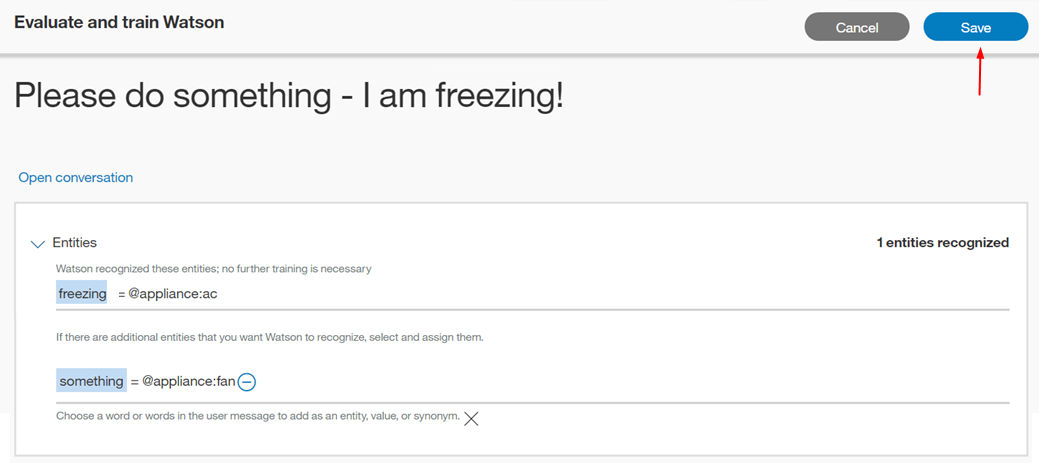 Evaluate and train Watson
Cancel
Save
Please do something - I am freezing!
Open conversation
Entities
1 entities recognized
Watson recognized these entities; no further training is necessary
freezing = @appliance:ac
If there are additional entities that you want Watson to recognize, select and assign them.
something = @appliance:fan
Choose a word or words in the user message to add as an entity, value, or synonym.